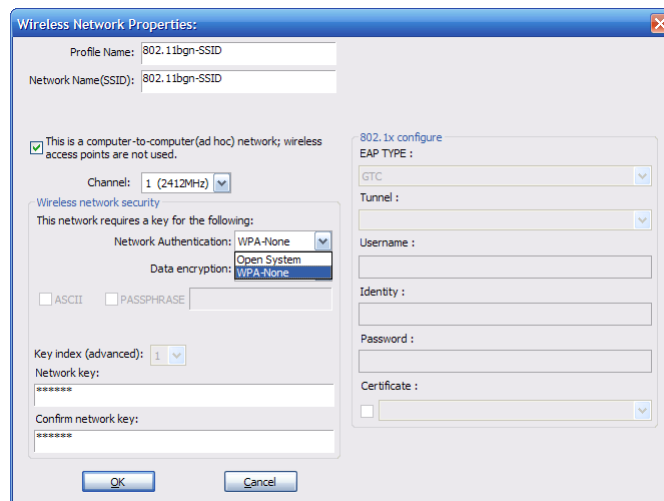 Wireless Network Properties:
Profile Name: 802.11bgn-SSID
Network Name(SSID): 802.11bgn-SSID
This is a computer-to-computer(ad hoc) network; wireless
access points are not used.
Channel: 1 (2412MHz)
Wireless network security
This network requires a key for the following:
Network Authentication: WPA-None
Open System
WPA-None
Data encryption:
ASCII PASSPHRASE
Key index (advanced): 1
Network key:
******
Confirm network key:
******
802.1x configure
EAP TYPE :
GTC
Tunnel :
Username :
Identity :
Password :
Certificate :
OK Cancel